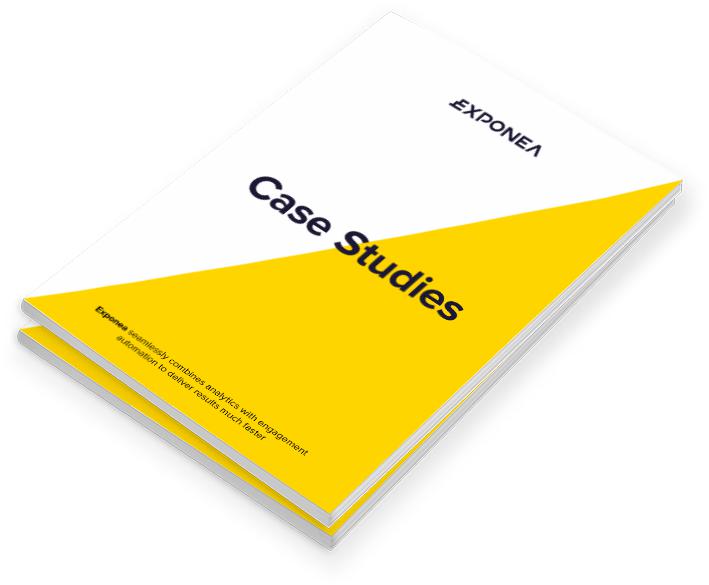 EXPONEA
Case Studies
Exponea seamlessly combines analytics with engagement
automation to deliver results much faster